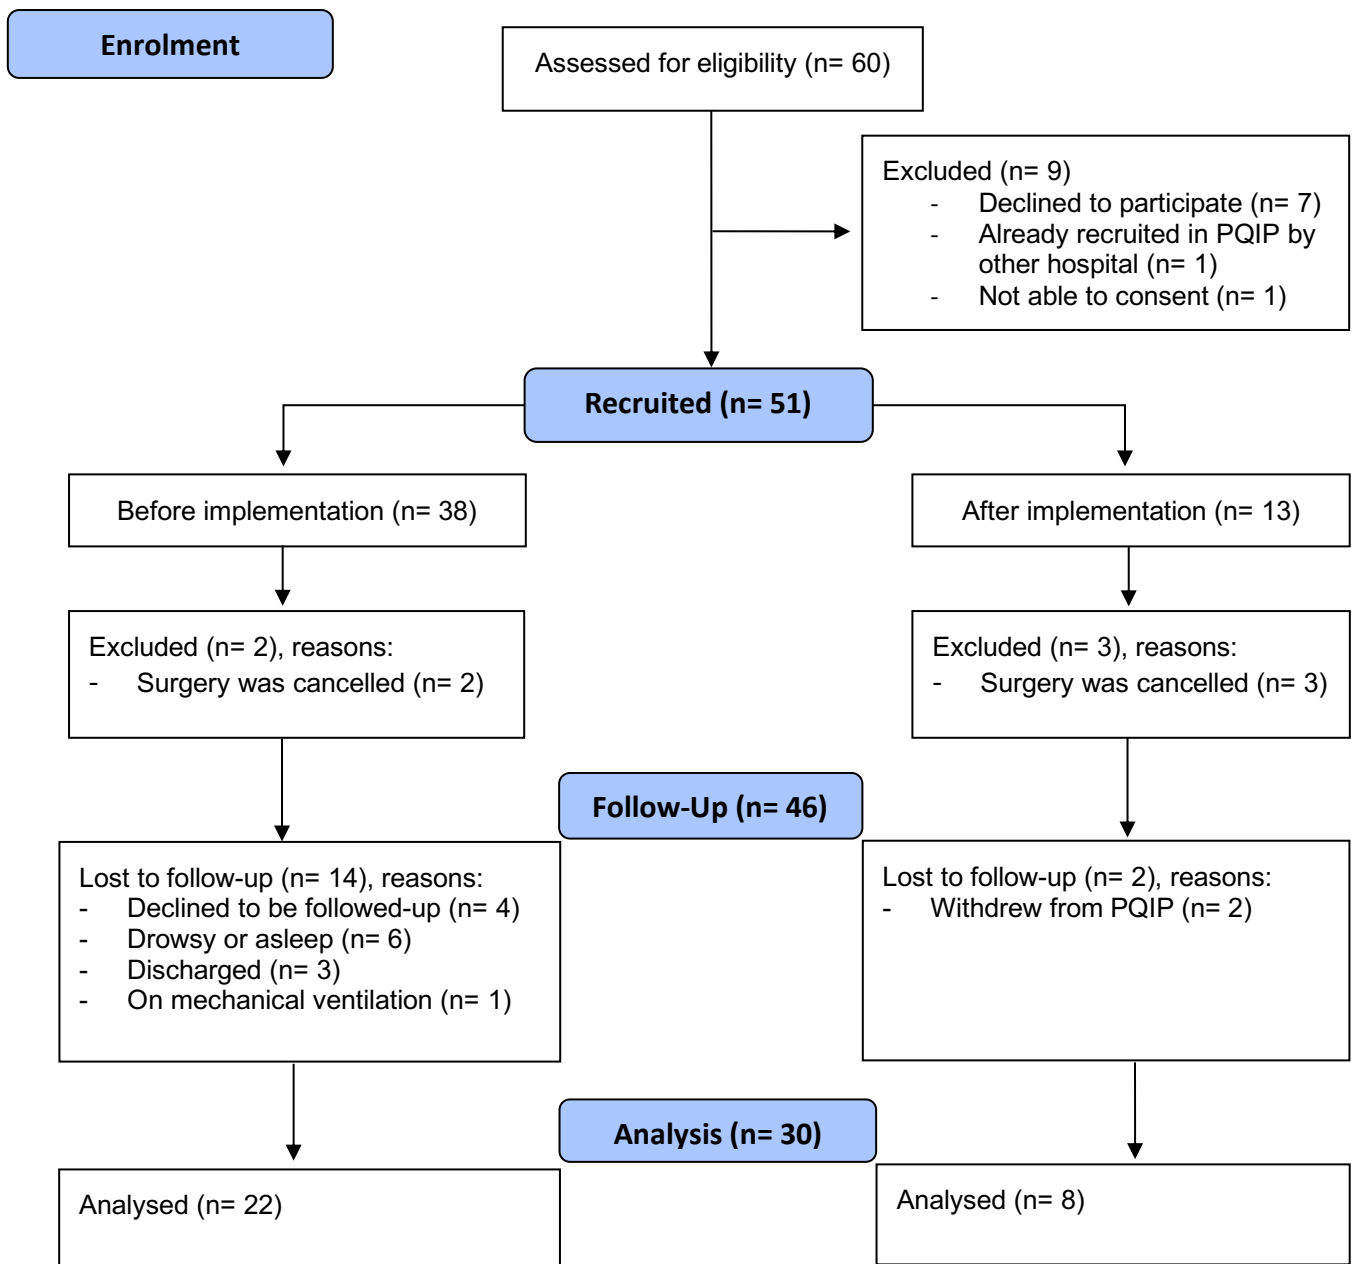 Enrolment
Assessed for eligibility (n= 60)
Excluded (n= 9)
- Declined to participate (n= 7)
- Already recruited in PQIP by
other hospital (n= 1)
- Not able to consent (n= 1)
Recruited (n= 51)
Before implementation (n= 38)
After implementation (n= 13)
Excluded (n= 2), reasons:
- Surgery was cancelled (n= 2)
Excluded (n= 3), reasons:
- Surgery was cancelled (n= 3)
Follow-Up (n= 46)
Lost to follow-up (n= 14), reasons:
- Declined to be followed-up (n= 4)
- Drowsy or asleep (n= 6)
- Discharged (n= 3)
- On mechanical ventilation (n= 1)
Lost to follow-up (n= 2), reasons:
- Withdrew from PQIP (n= 2)
Analysis (n= 30)
Analysed (n= 22)
Analysed (n= 8)